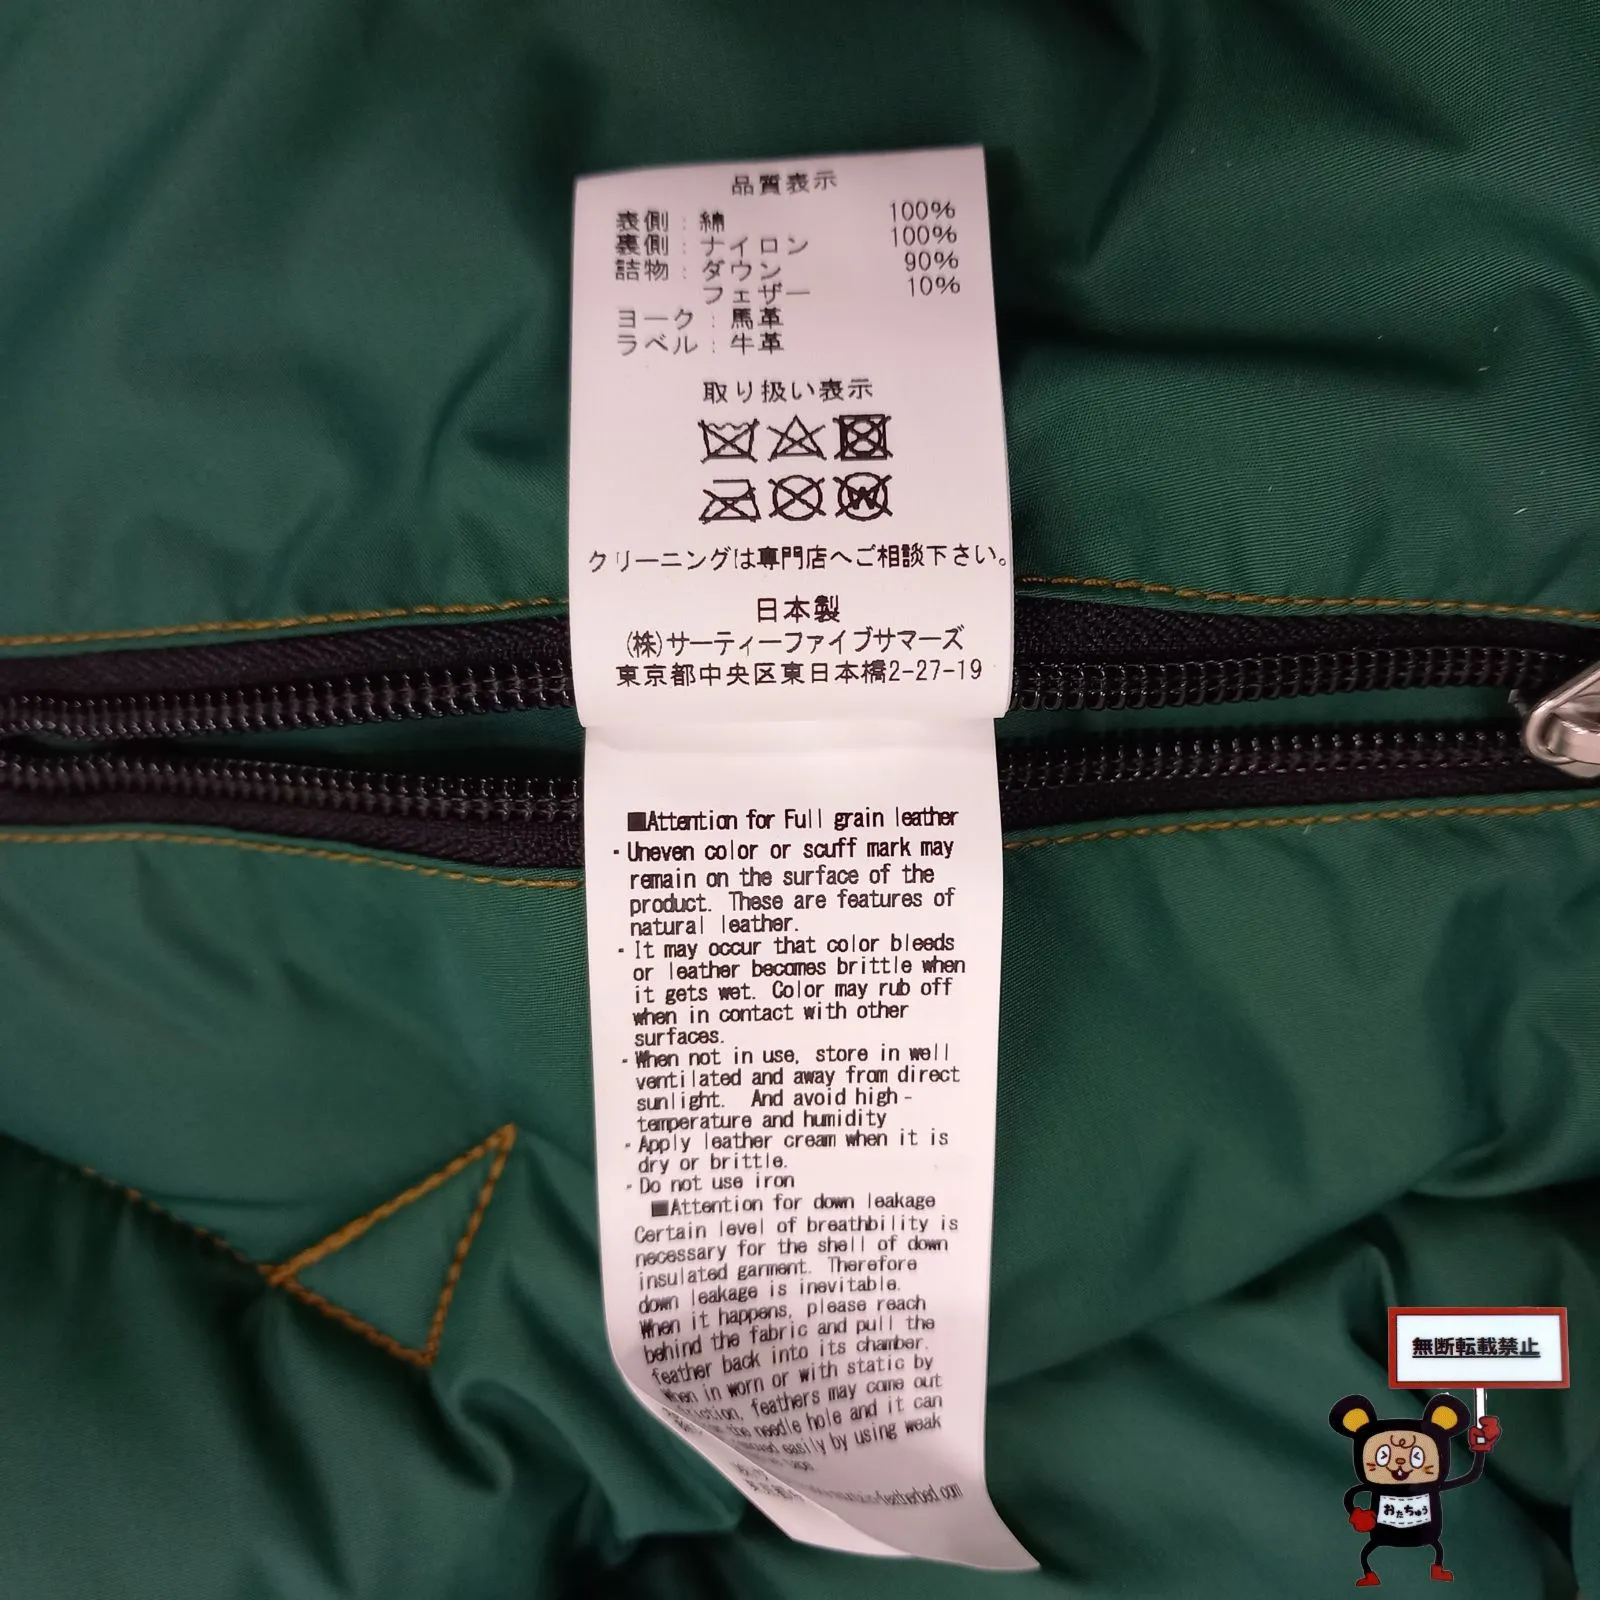 品質表示
表側：綿 100%
裏側：ナイロン 100%
詰物：ダウン 90%
フェザー 10%
ヨーク：馬革
ラベル：牛革
取り扱い表示
クリーニングは専門店へご相談下さい。
日本製
(株)サーティーファイブサマーズ
東京都中央区東日本橋2-27-19
■Attention for Full grain leather
・Uneven color or scuff mark may
remain on the surface of the
product. These are features of
natural leather.
・It may occur that color bleeds
or leather becomes brittle when
it gets wet. Color may rub off
when in contact with other
surfaces.
・When not in use, store in well
ventilated and away from direct
sunlight. And avoid high-
temperature and humidity
・Apply leather cream when it is
dry or brittle.
・Do not use iron
■Attention for down leakage
Certain level of breathbility is
necessary for the shell of down
insulated garment. Therefore
down leakage is inevitable.
When it happens, please reach
behind the fabric and pull the
feather back into its chamber.
When in worn or with static by
friction, feathers may come out
the needle hole and it can
easily by using weak
tape
無断転載禁止
おたちゅう